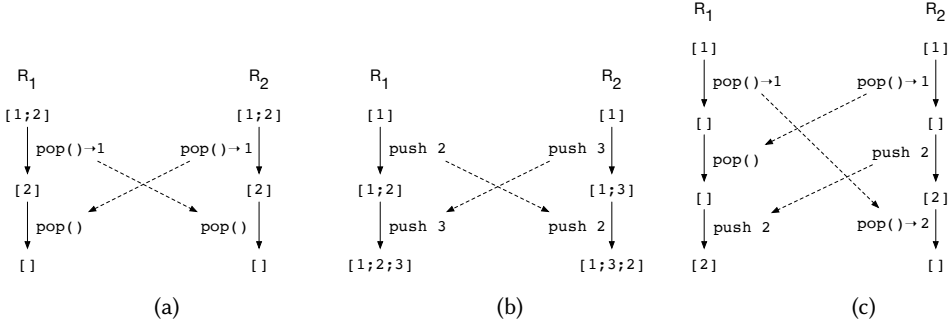 R1 R2
[1;2] [1;2]
pop()→1 pop()→1
[2] [2]
pop() pop()
[] []
(a)
R1 R2
[1] [1]
push 2 push 3
[1;2] [1;3]
push 3 push 2
[1;2;3] [1;3;2]
(b)
R1 R2
[1] [1]
pop()→1 pop()→1
[] []
pop() push 2
[] [2]
push 2 pop()→2
[2] []
(c)